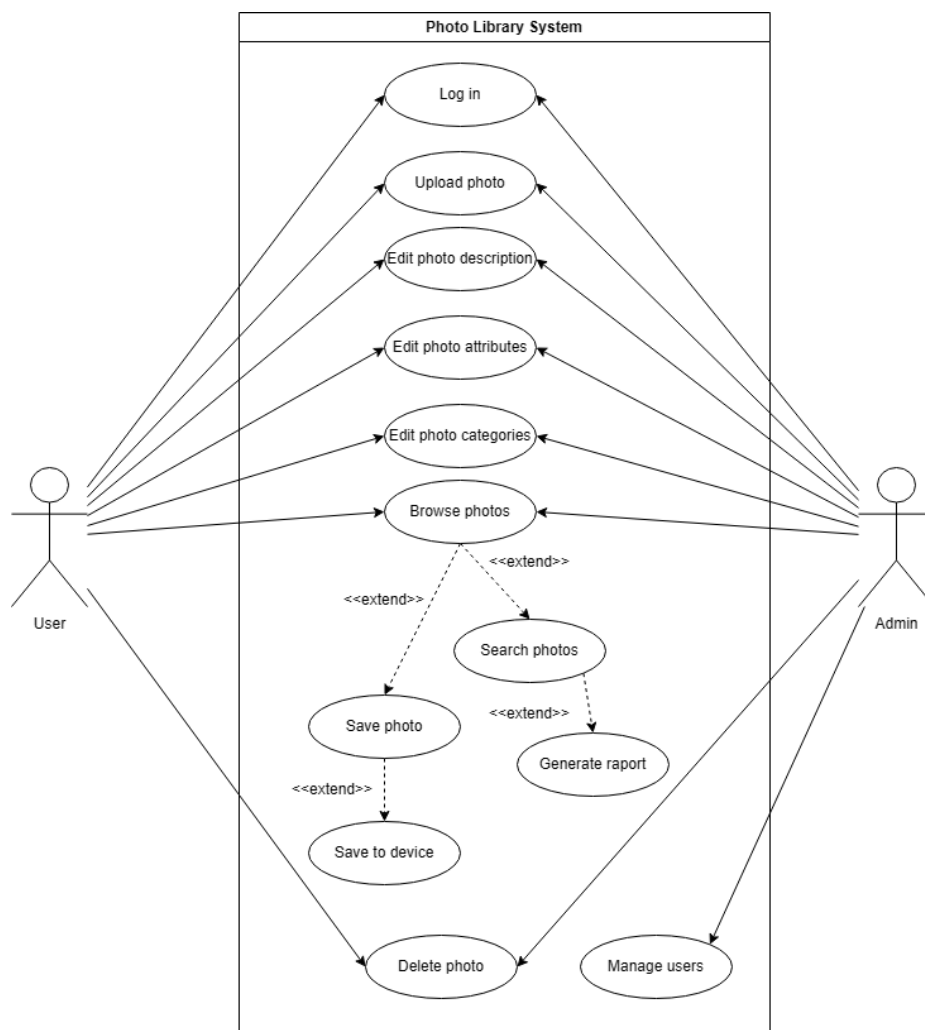 Photo Library System
Log in
Upload photo
Edit photo description
Edit photo attributes
Edit photo categories
Browse photos
<<extend>>
<<extend>>
User
Admin
Search photos
<<extend>>
Save photo
Generate raport
<<extend>>
Save to device
Delete photo
Manage users